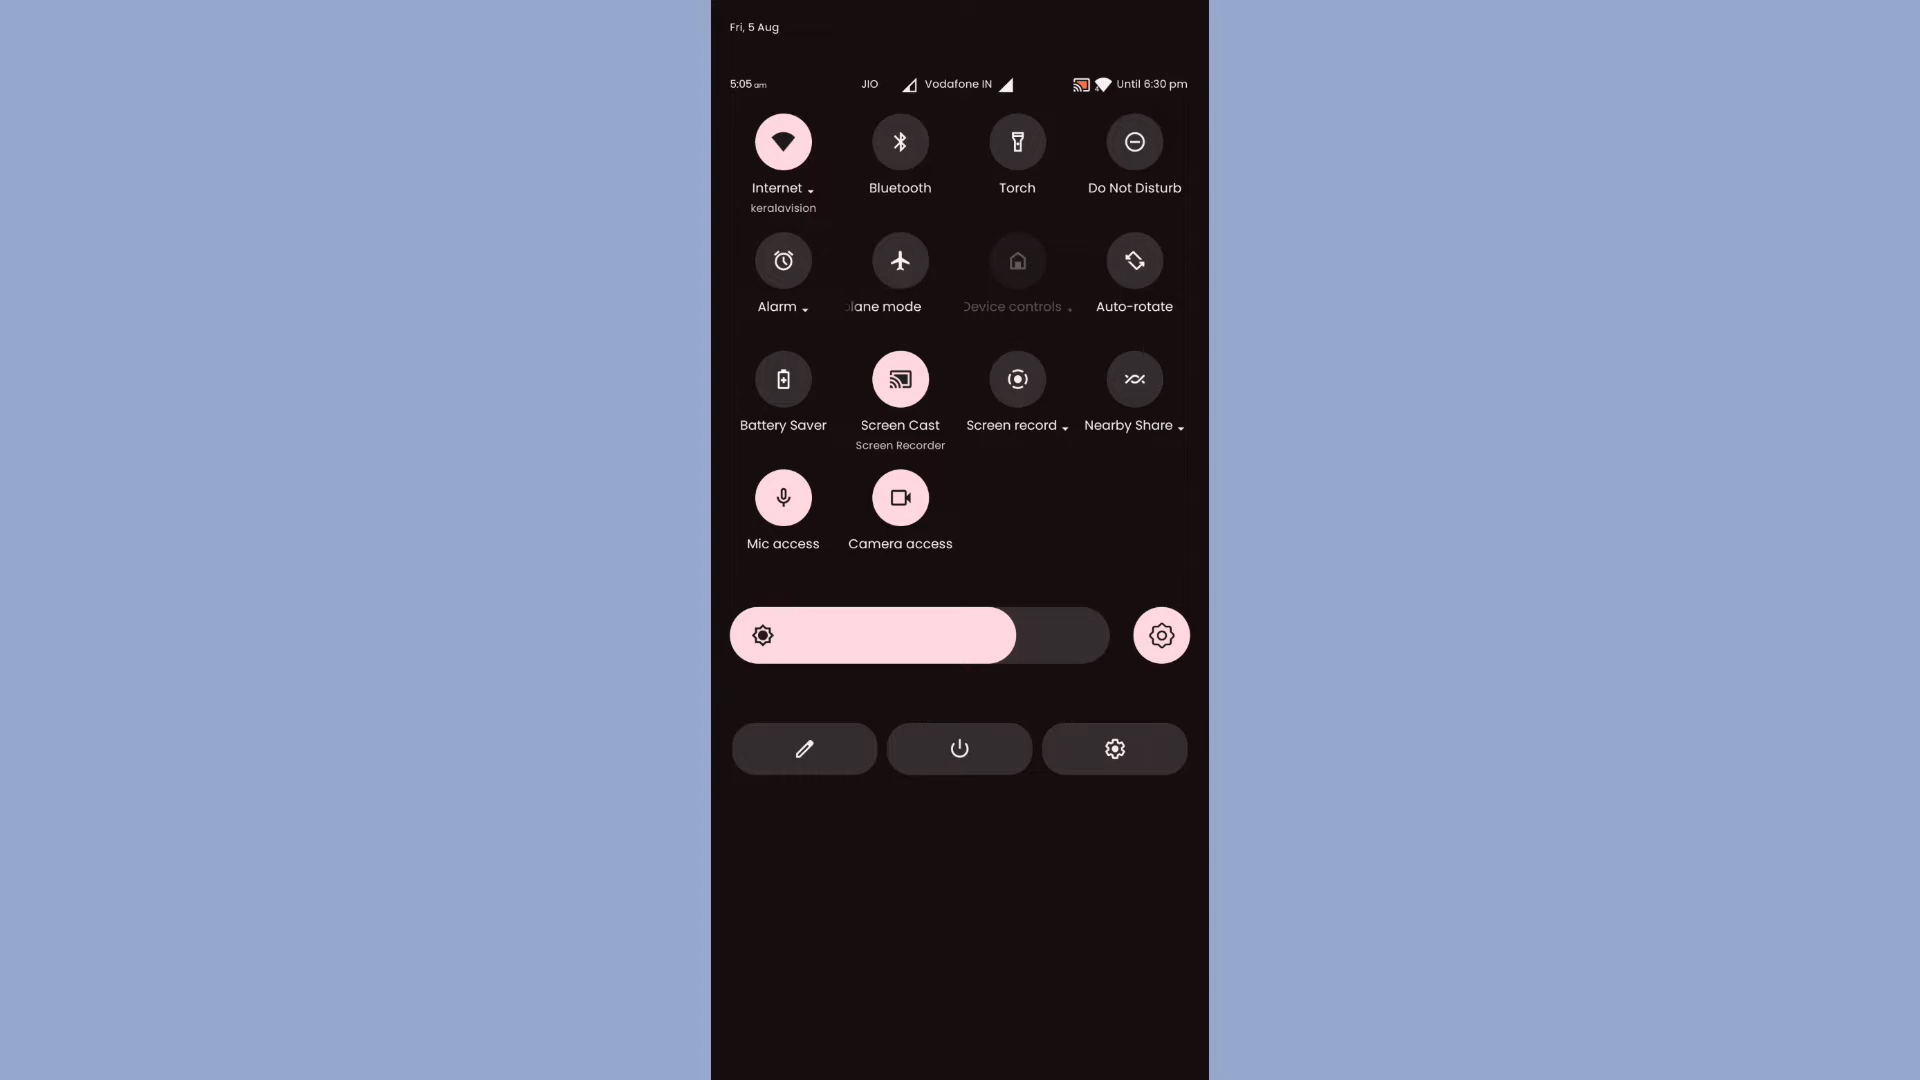 Fri, 5 Aug
5:05 am JIO Vodafone IN Until 6:30 pm
Internet Bluetooth Torch Do Not Disturb
keralavision
Alarm lane mode Device controls Auto-rotate
Battery Saver Screen Cast Screen record Nearby Share
Screen Recorder
Mic access Camera access